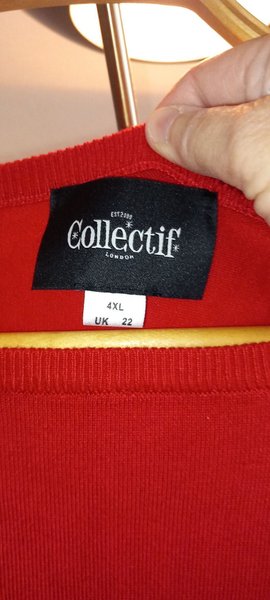 EST 2000
Collectif
LONDON
4XL
UK 22